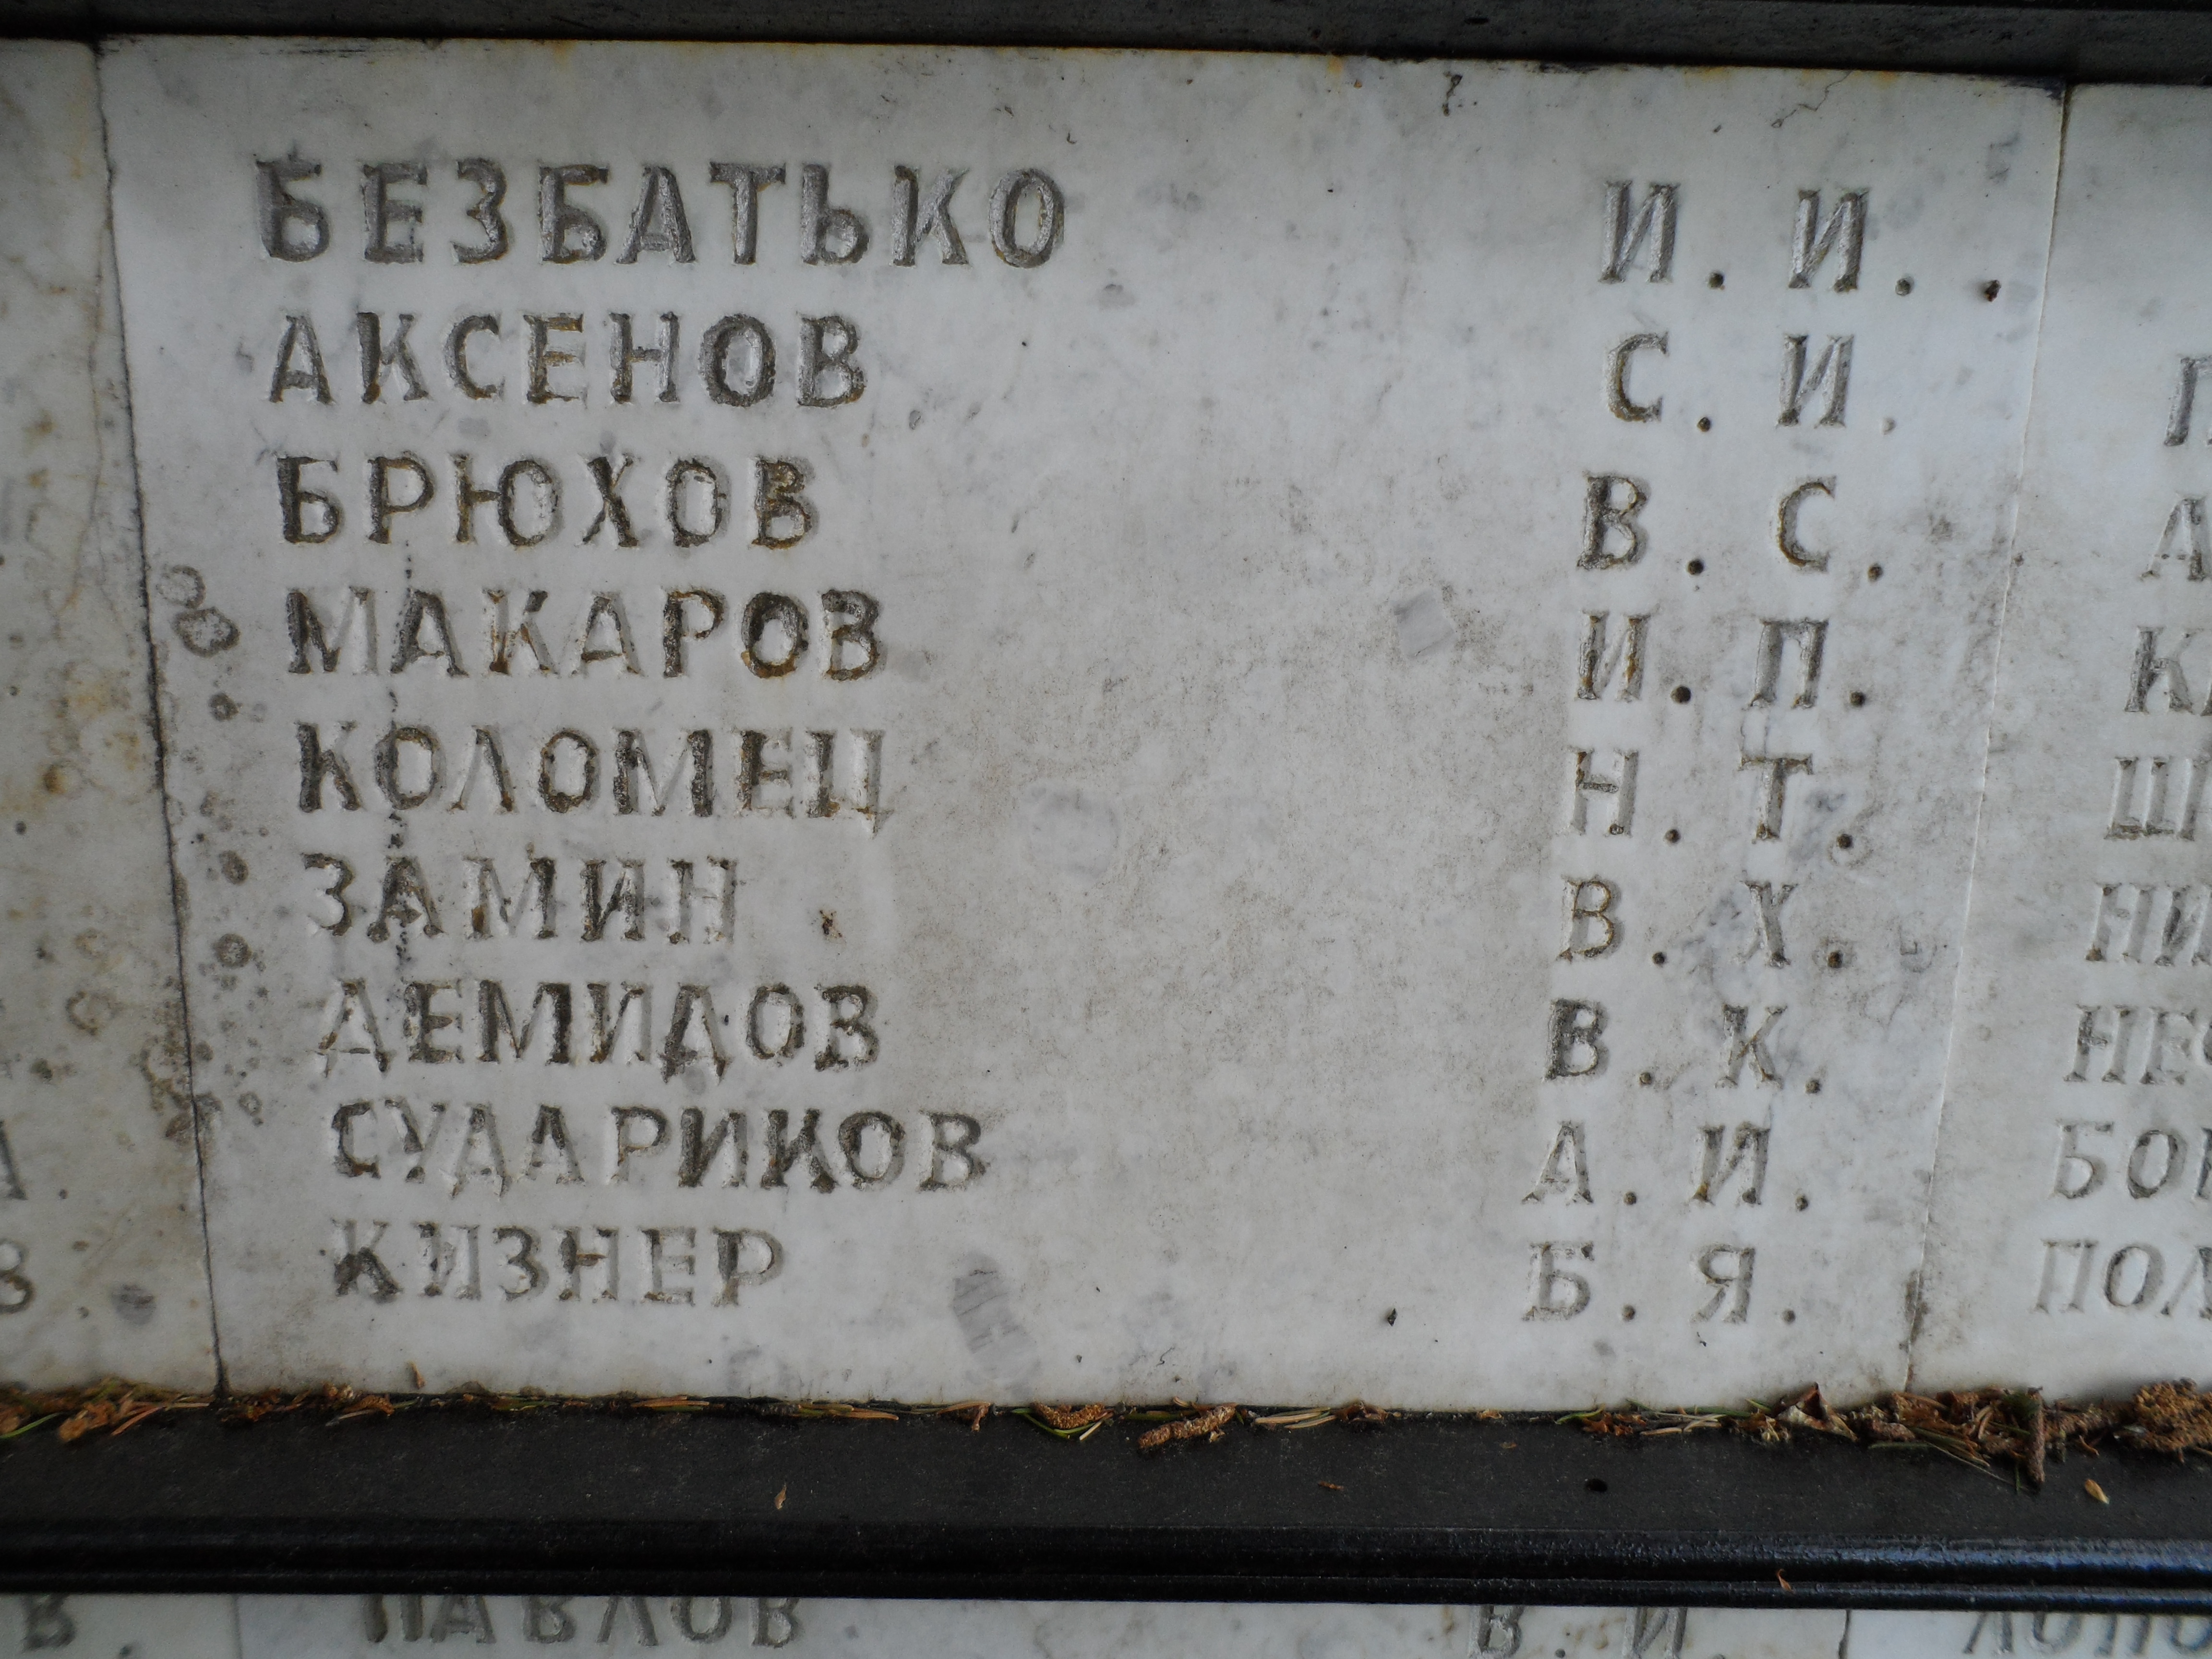 БЕЗБАТЬКО И. И.
АКСЕНОВ С. И.
БРЮХОВ В. С.
МАКАРОВ И. П.
КОЛОМЕЦ Н. Т.
ЗАМИН В. Х.
ДЕМИДОВ В. К.
СУДАРИКОВ А. И.
КИЗНЕР Б. Я.
ПАВЛОВ В. И.